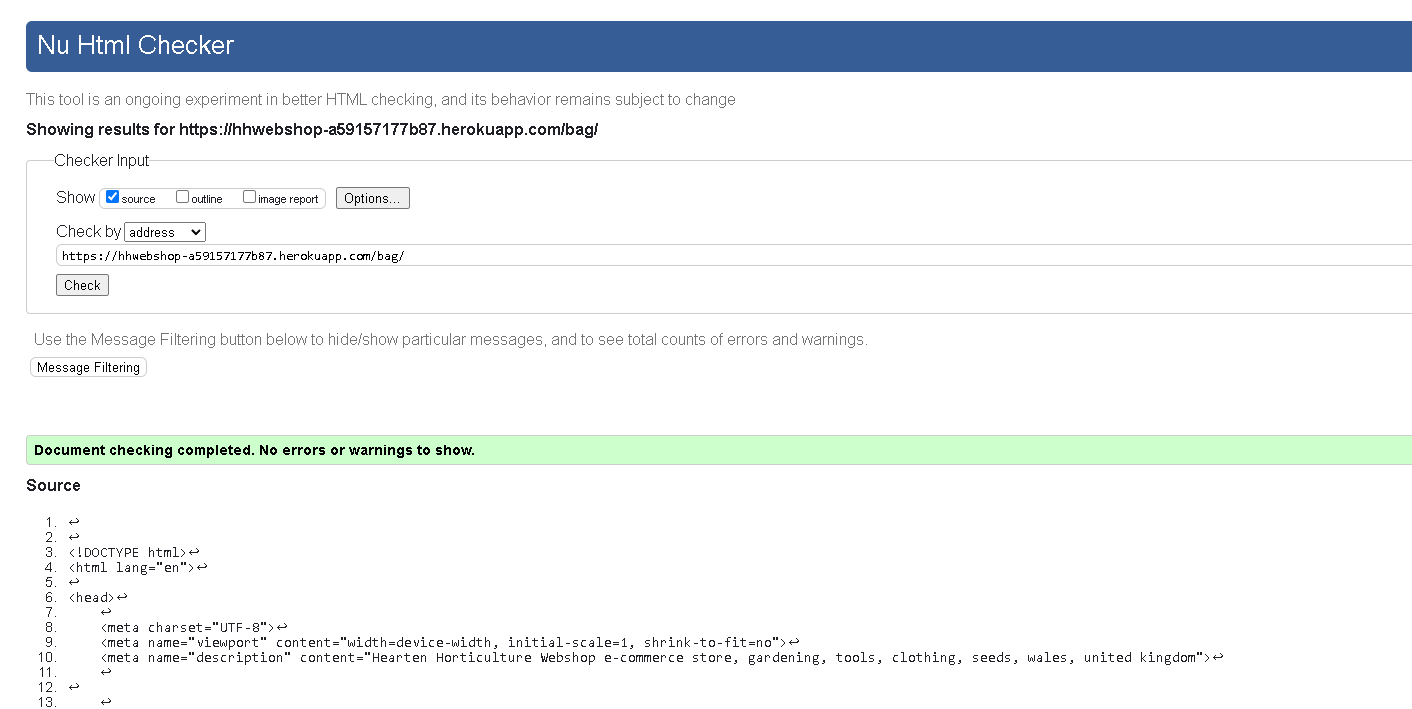 Nu Html Checker
This tool is an ongoing experiment in better HTML checking, and its behavior remains subject to change
Showing results for https://hhwebshop-a59157177b87.herokuapp.com/bag/
Checker Input
Show source outline image report Options...
Check by address
https://hhwebshop-a59157177b87.herokuapp.com/bag/
Check
Use the Message Filtering button below to hide/show particular messages, and to see total counts of errors and warnings.
Message Filtering
Document checking completed. No errors or warnings to show.
Source
1. ↩
2. ↩
3. <!DOCTYPE html>↩
4. <html lang="en">↩
5. ↩
6. <head>↩
7. ↩
8. <meta charset="UTF-8">↩
9. <meta name="viewport" content="width=device-width, initial-scale=1, shrink-to-fit=no">↩
10. <meta name="description" content="Hearten Horticulture Webshop e-commerce store, gardening, tools, clothing, seeds, wales, united kingdom">↩
11. ↩
12. ↩
13. ↩